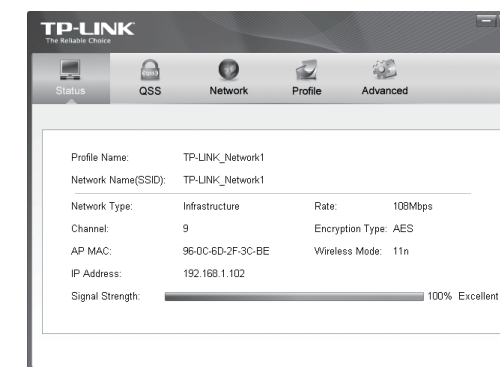 TP-LINK
The Reliable Choice
Status QSS Network Profile Advanced
Profile Name: TP-LINK_Network1
Network Name(SSID): TP-LINK_Network1
Network Type: Infrastructure Rate: 108Mbps
Channel: 9 Encryption Type: AES
AP MAC: 96-0C-6D-2F-3C-BE Wireless Mode: 11n
IP Address: 192.168.1.102
Signal Strength: 100% Excellent